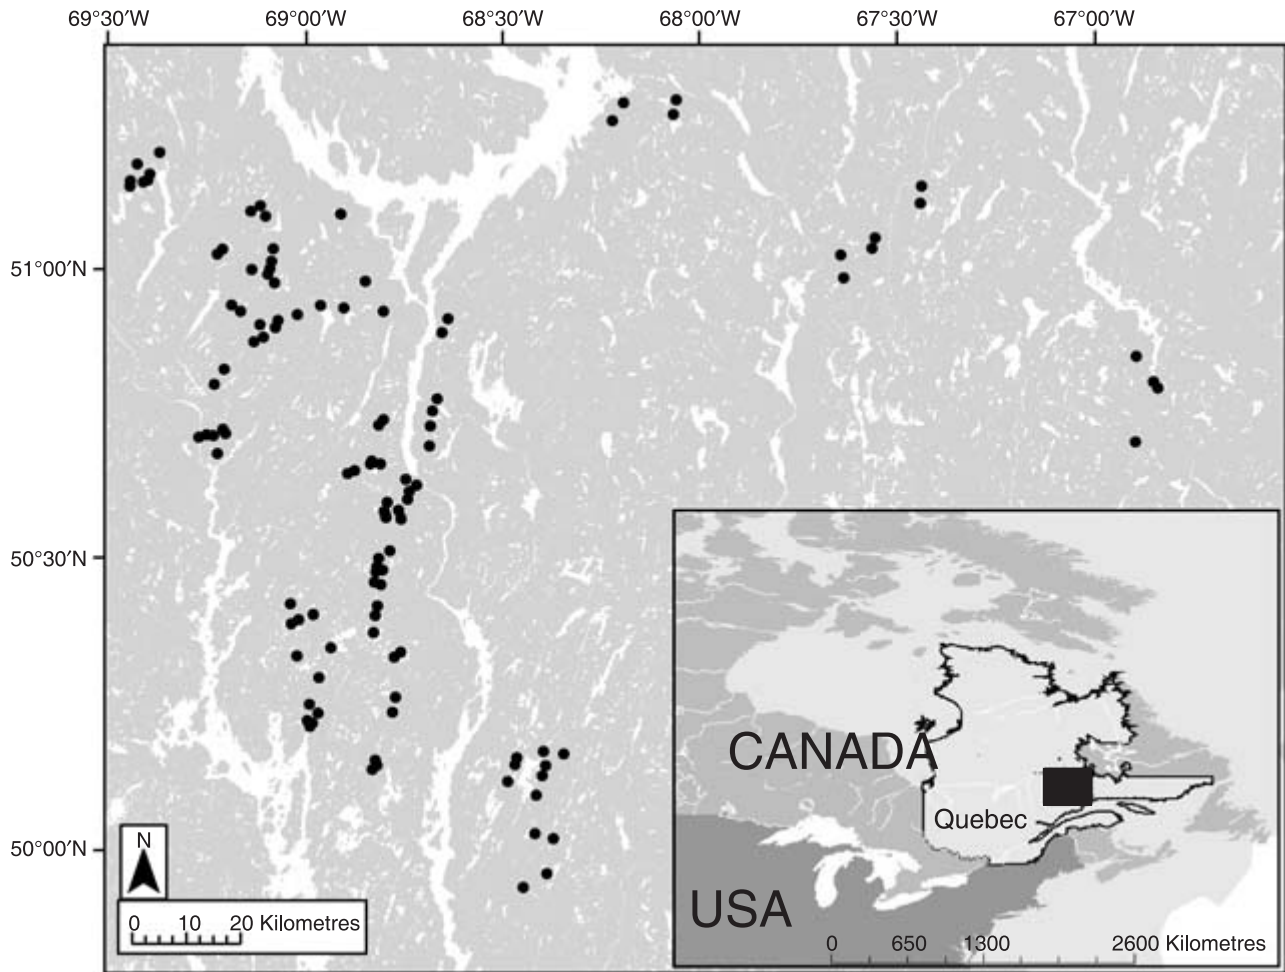 69°30′W 69°00′W 68°30′W 68°00′W 67°30′W 67°00′W
51°00′N
50°30′N
50°00′N
CANADA
Quebec
USA
N
0 10 20 Kilometres
0 650 1300 2600 Kilometres